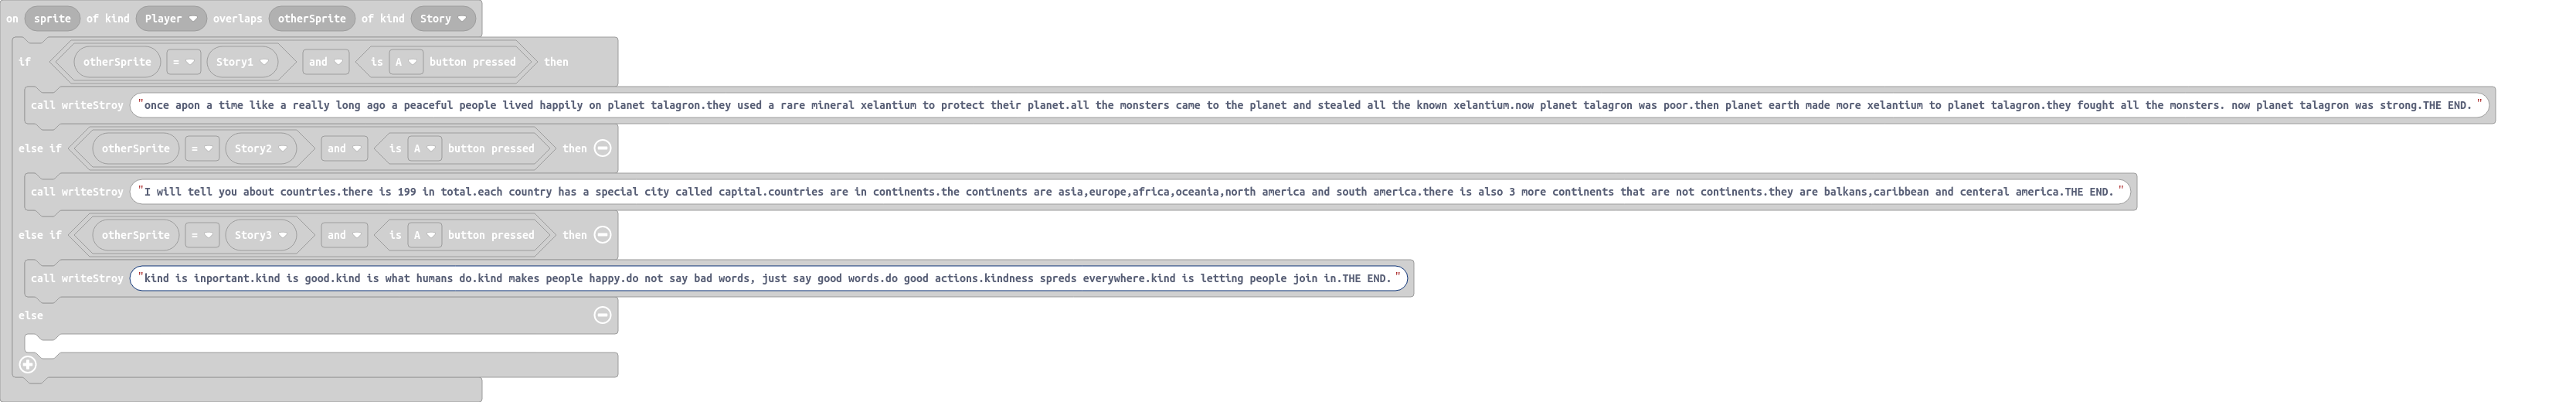 on sprite of kind Player overlaps otherSprite of kind Story
if otherSprite = Story1 and is A button pressed then
call writeStroy "once apon a time like a really long ago a peaceful people lived happily on planet talagron.they used a rare mineral xelantium to protect their planet.all the monsters came to the planet and stealed all the known xelantium.now planet talagron was poor.then planet earth made more xelantium to planet talagron.they fought all the monsters. now planet talagron was strong.THE END. "
else if otherSprite = Story2 and is A button pressed then
call writeStroy "I will tell you about countries.there is 199 in total.each country has a special city called capital.countries are in continents.the continents are asia,europe,africa,oceania,north america and south america.there is also 3 more continents that are not continents.they are balkans,caribbean and centeral america.THE END. "
else if otherSprite = Story3 and is A button pressed then
call writeStroy "kind is inportant.kind is good.kind is what humans do.kind makes people happy.do not say bad words, just say good words.do good actions.kindness spreds everywhere.kind is letting people join in.THE END. "
else